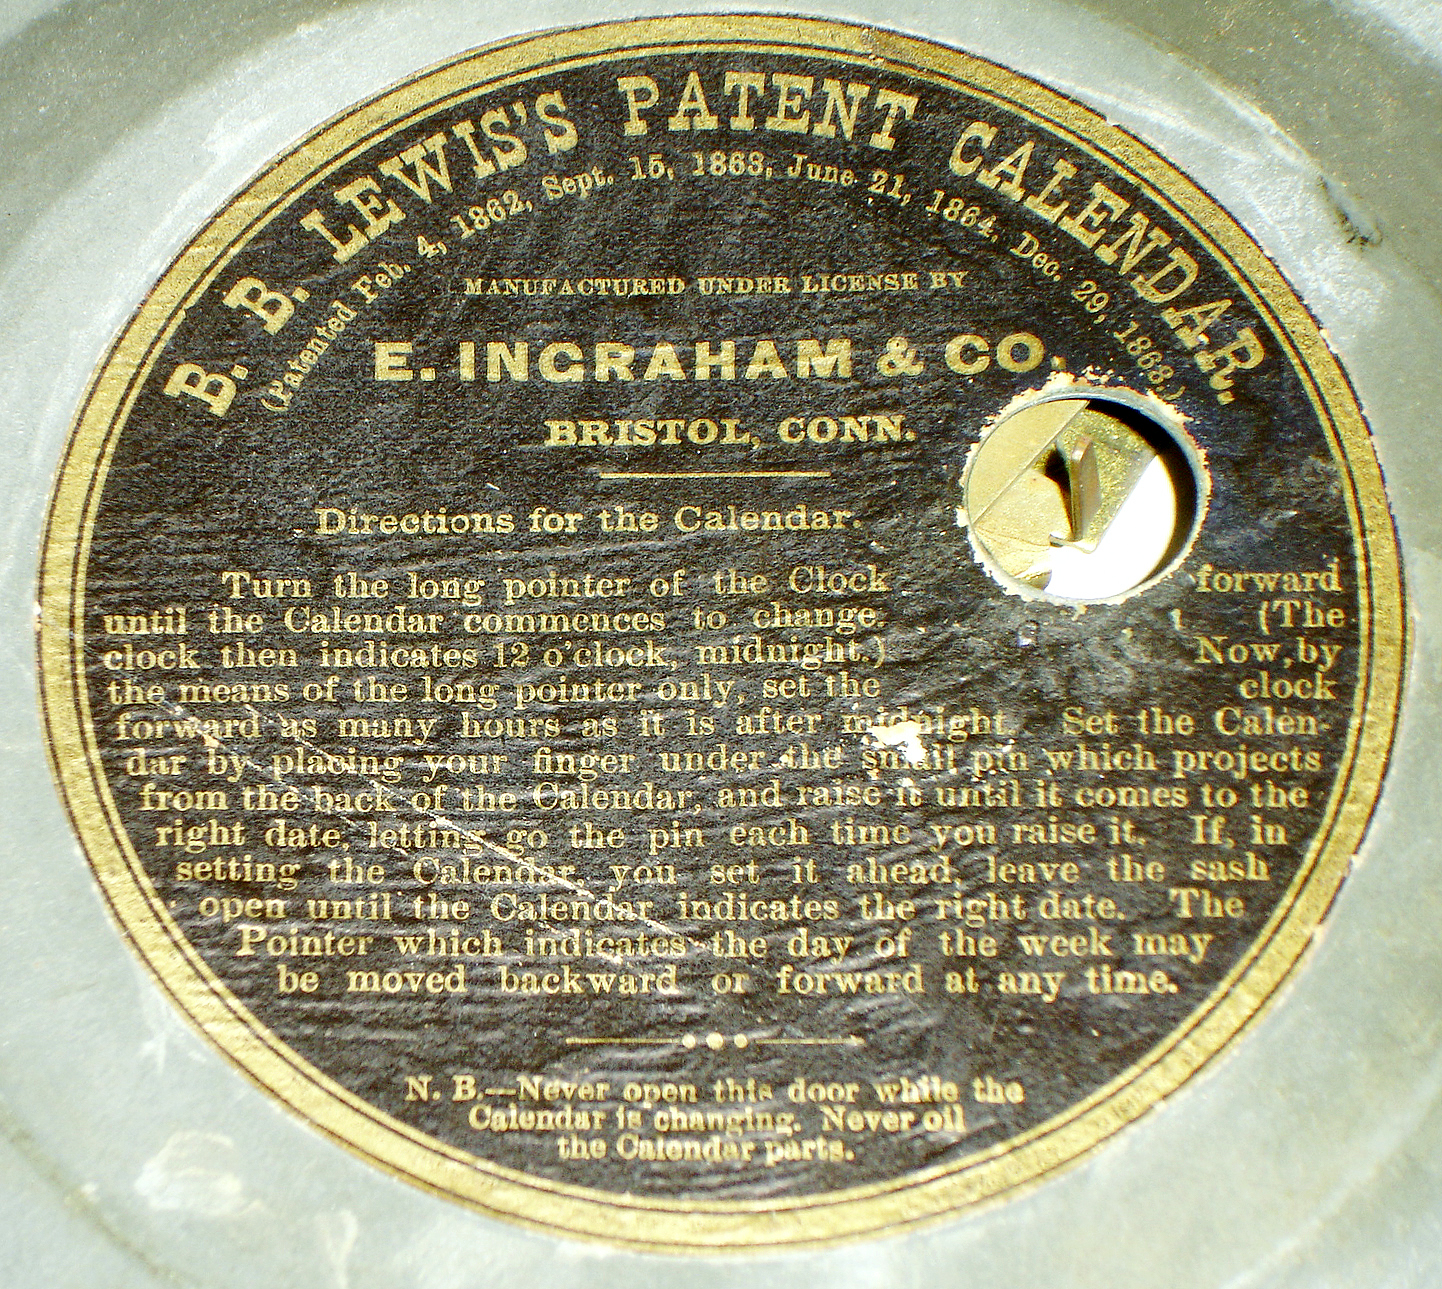 B. B. LEWIS'S PATENT CALENDAR.
(Patented Feb. 4, 1862, Sept. 15, 1863, June 21, 1864, Dec. 29, 1868.)
MANUFACTURED UNDER LICENSE BY
E. INGRAHAM & CO.
BRISTOL, CONN.
Directions for the Calendar.
Turn the long pointer of the Clock forward
until the Calendar commences to change. (The
clock then indicates 12 o'clock, midnight.) Now, by
the means of the long pointer only, set the clock
forward as many hours as it is after midnight. Set the Calen-
dar by placing your finger under the small pin which projects
from the back of the Calendar, and raise it until it comes to the
right date, letting go the pin each time you raise it. If, in
setting the Calendar, you set it ahead, leave the sash
open until the Calendar indicates the right date. The
Pointer which indicates the day of the week may
be moved backward or forward at any time.
N. B.—Never open this door while the
Calendar is changing. Never oil
the Calendar parts.